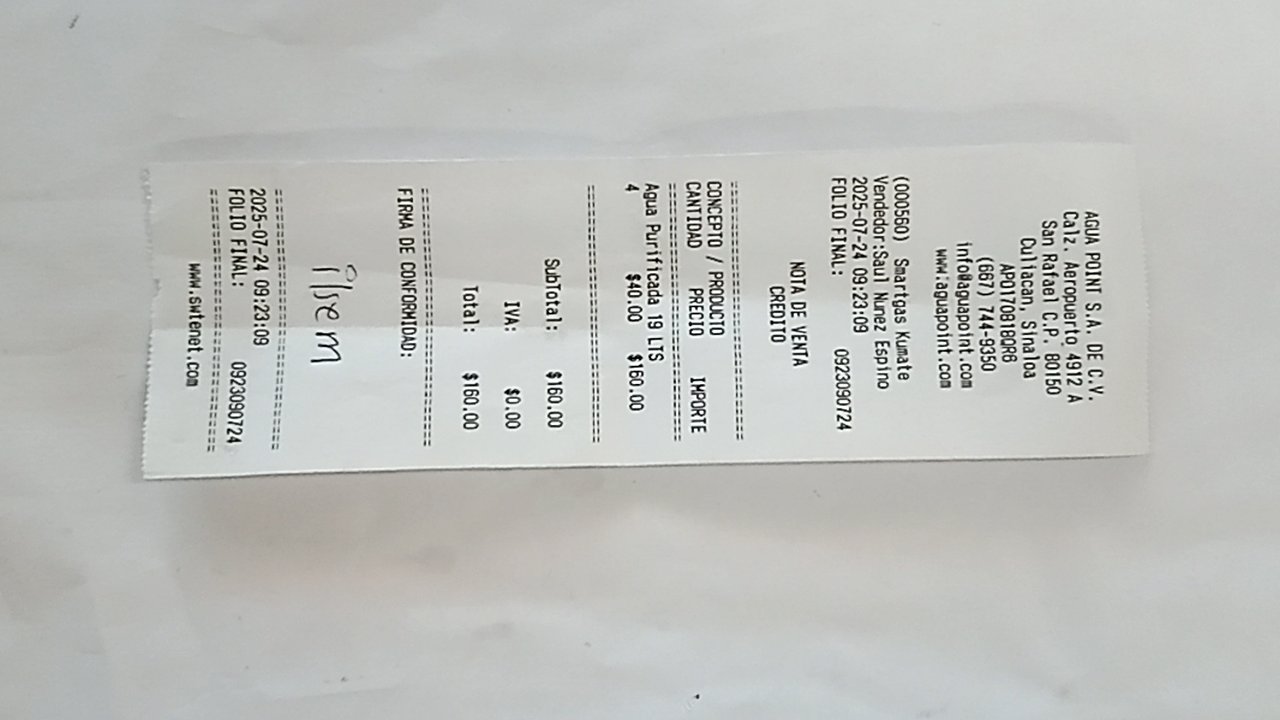 AGUA POINT S.A. DE C.V.
Calz. Aeropuerto 4912 A
San Rafael C.P. 80150
Culiacan, Sinaloa
APO170818QR8
(667) 744-9350
info@aguapoint.com
www.aguapoint.com
(000560) Smartgas Kumate
Vendedor:Saul Nunez Espino
2025-07-24 09:23:09
FOLIO FINAL: 0923090724
NOTA DE VENTA
CREDITO
==============================
CONCEPTO / PRODUCTO
CANTIDAD PRECIO IMPORTE
==============================
Agua Purificada 19 LTS
4 $40.00 $160.00
==============================
SubTotal: $160.00
IVA: $0.00
Total: $160.00
==============================
FIRMA DE CONFORMIDAD:
ilse m
==============================
2025-07-24 09:23:09
FOLIO FINAL: 0923090724
==============================
www.swtenet.com